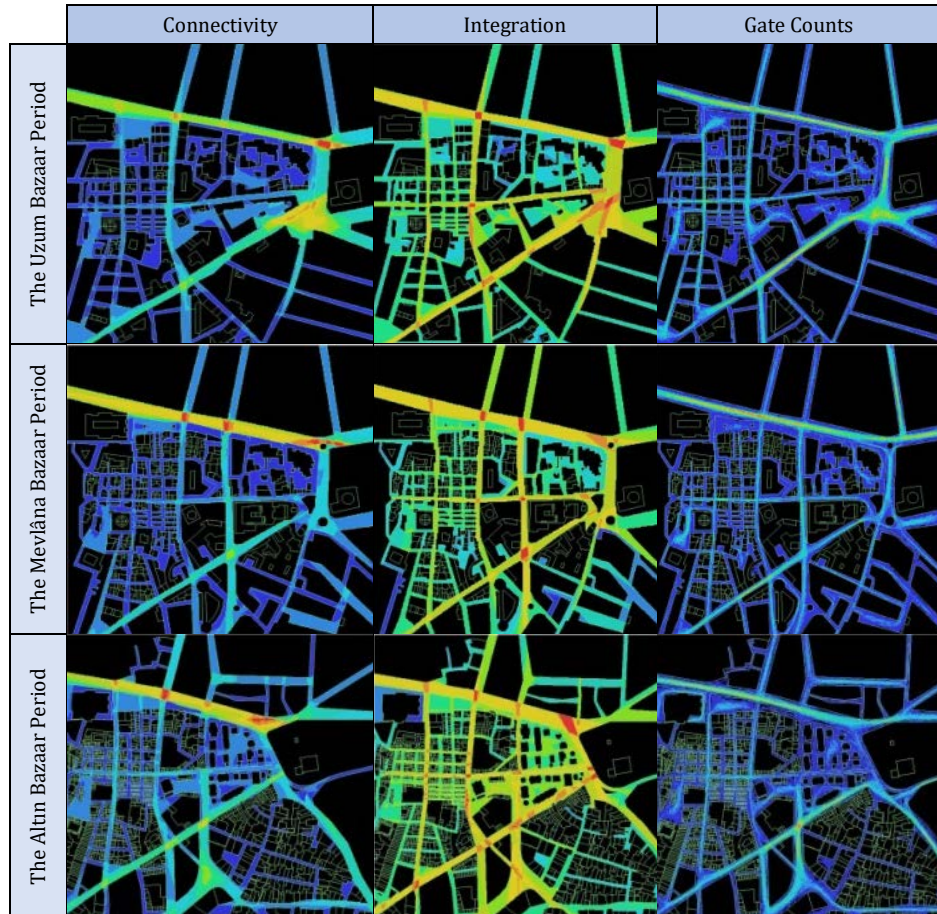 Connectivity
Integration
Gate Counts
The Uzum Bazaar Period
The Mevlâna Bazaar Period
The Altın Bazaar Period